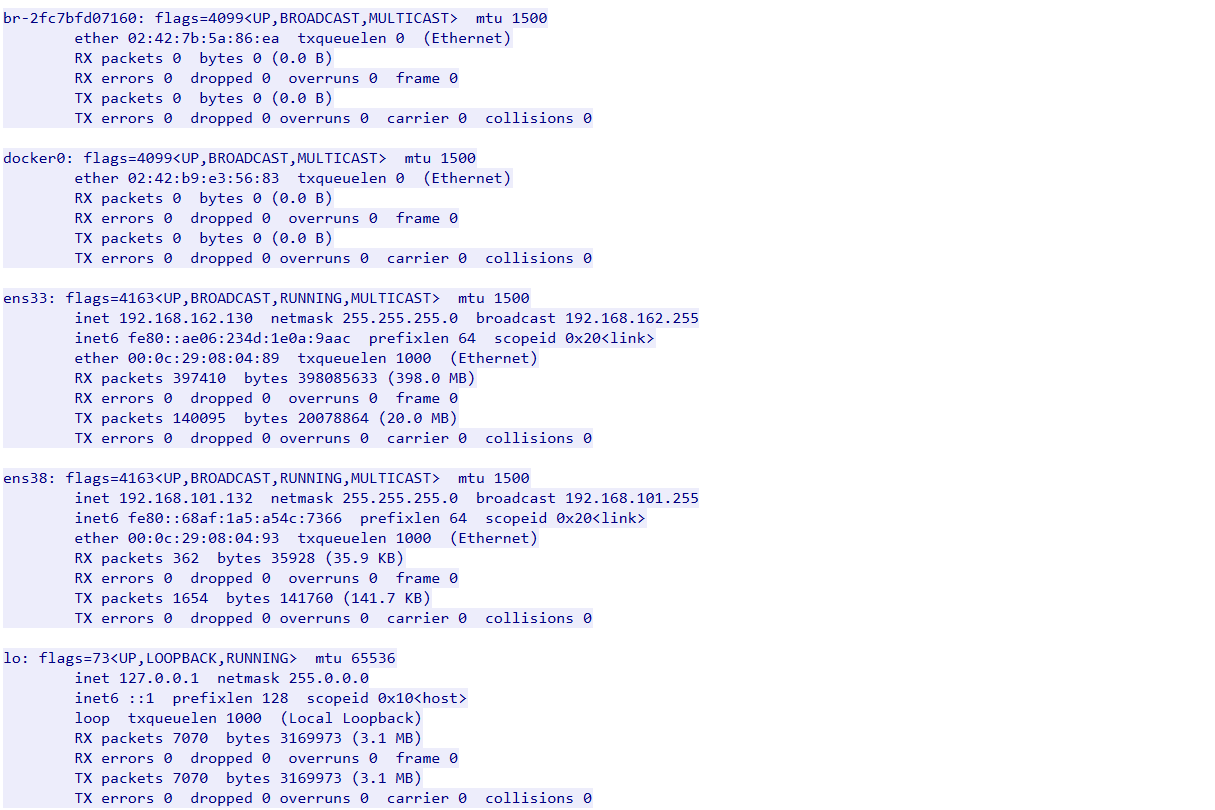 br-2fc7bfd07160: flags=4099<UP,BROADCAST,MULTICAST>  mtu 1500
        ether 02:42:7b:5a:86:ea  txqueuelen 0  (Ethernet)
        RX packets 0  bytes 0 (0.0 B)
        RX errors 0  dropped 0  overruns 0  frame 0
        TX packets 0  bytes 0 (0.0 B)
        TX errors 0  dropped 0 overruns 0  carrier 0  collisions 0

docker0: flags=4099<UP,BROADCAST,MULTICAST>  mtu 1500
        ether 02:42:b9:e3:56:83  txqueuelen 0  (Ethernet)
        RX packets 0  bytes 0 (0.0 B)
        RX errors 0  dropped 0  overruns 0  frame 0
        TX packets 0  bytes 0 (0.0 B)
        TX errors 0  dropped 0 overruns 0  carrier 0  collisions 0

ens33: flags=4163<UP,BROADCAST,RUNNING,MULTICAST>  mtu 1500
        inet 192.168.162.130  netmask 255.255.255.0  broadcast 192.168.162.255
        inet6 fe80::ae06:234d:1e0a:9aac  prefixlen 64  scopeid 0x20<link>
        ether 00:0c:29:08:04:89  txqueuelen 1000  (Ethernet)
        RX packets 397410  bytes 398085633 (398.0 MB)
        RX errors 0  dropped 0  overruns 0  frame 0
        TX packets 140095  bytes 20078864 (20.0 MB)
        TX errors 0  dropped 0 overruns 0  carrier 0  collisions 0

ens38: flags=4163<UP,BROADCAST,RUNNING,MULTICAST>  mtu 1500
        inet 192.168.101.132  netmask 255.255.255.0  broadcast 192.168.101.255
        inet6 fe80::68af:1a5:a54c:7366  prefixlen 64  scopeid 0x20<link>
        ether 00:0c:29:08:04:93  txqueuelen 1000  (Ethernet)
        RX packets 362  bytes 35928 (35.9 KB)
        RX errors 0  dropped 0  overruns 0  frame 0
        TX packets 1654  bytes 141760 (141.7 KB)
        TX errors 0  dropped 0 overruns 0  carrier 0  collisions 0

lo: flags=73<UP,LOOPBACK,RUNNING>  mtu 65536
        inet 127.0.0.1  netmask 255.0.0.0
        inet6 ::1  prefixlen 128  scopeid 0x10<host>
        loop  txqueuelen 1000  (Local Loopback)
        RX packets 7070  bytes 3169973 (3.1 MB)
        RX errors 0  dropped 0  overruns 0  frame 0
        TX packets 7070  bytes 3169973 (3.1 MB)
        TX errors 0  dropped 0 overruns 0  carrier 0  collisions 0